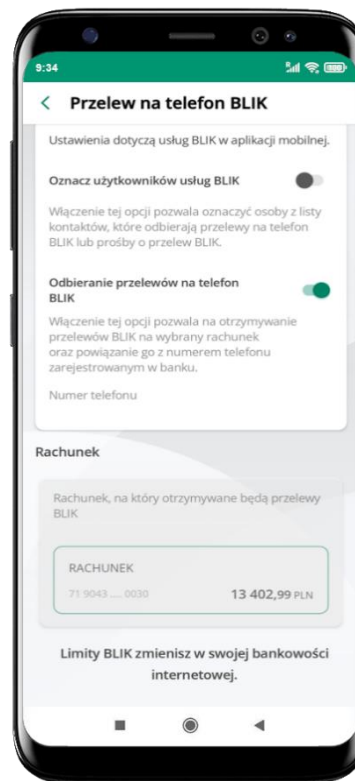 9:34
Przelew na telefon BLIK
Ustawienia dotyczą usług BLIK w aplikacji mobilnej.
Oznacz użytkowników usług BLIK
Włączenie tej opcji pozwala oznaczyć osoby z listy
kontaktów, które odbierają przelewy na telefon
BLIK lub prośby o przelew BLIK.
Odbieranie przelewów na telefon
BLIK
Włączenie tej opcji pozwala na otrzymywanie
przelewów BLIK na wybrany rachunek
oraz powiązanie go z numerem telefonu
zarejestrowanym w banku.
Numer telefonu
Rachunek
Rachunek, na który otrzymywane będą przelewy
BLIK
RACHUNEK
71 9043 .... 0030 13 402,99 PLN
Limity BLIK zmienisz w swojej bankowości
internetowej.